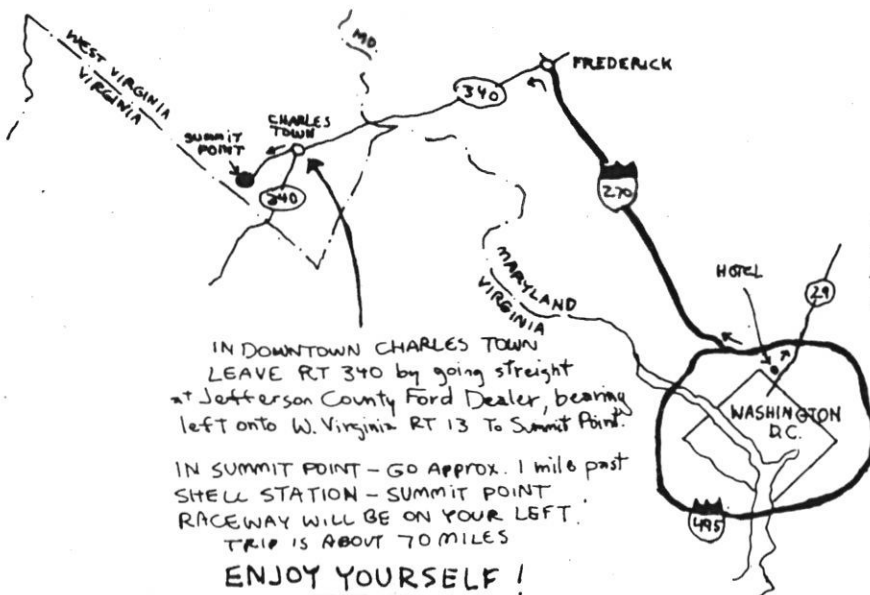 MD.
FREDERICK
WEST VIRGINIA
VIRGINIA
340
CHARLES
TOWN
SUMMIT
POINT
340
270
HOTEL
29
MARYLAND
VIRGINIA
WASHINGTON
D.C.
495
IN DOWNTOWN CHARLES TOWN
LEAVE RT 340 by going streight
at Jefferson County Ford Dealer, bearing
left onto W. Virginia RT 13 To Summit Point.
IN SUMMIT POINT - GO Approx. 1 mile past
SHELL STATION - SUMMIT POINT
RACEWAY WILL BE ON YOUR LEFT.
TRIP IS ABOUT 70 MILES
ENJOY YOURSELF!